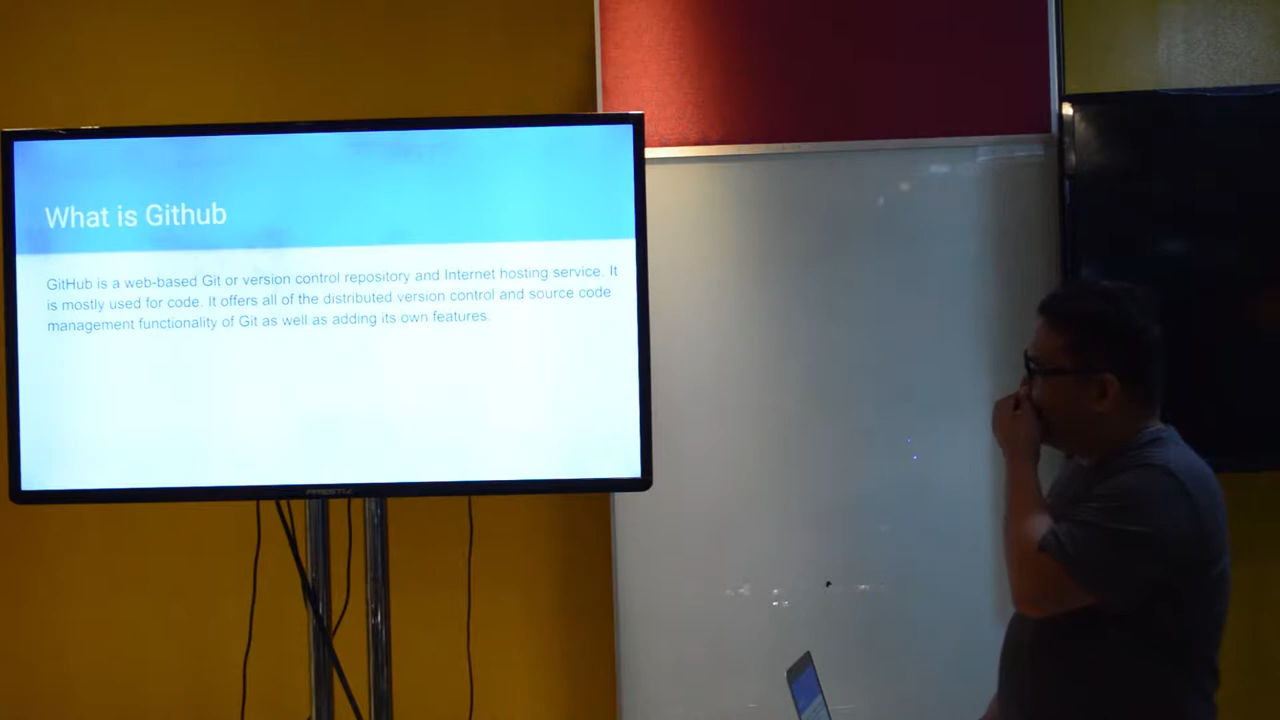 What is Github
GitHub is a web-based Git or version control repository and Internet hosting service. It
is mostly used for code. It offers all of the distributed version control and source code
management functionality of Git as well as adding its own features.